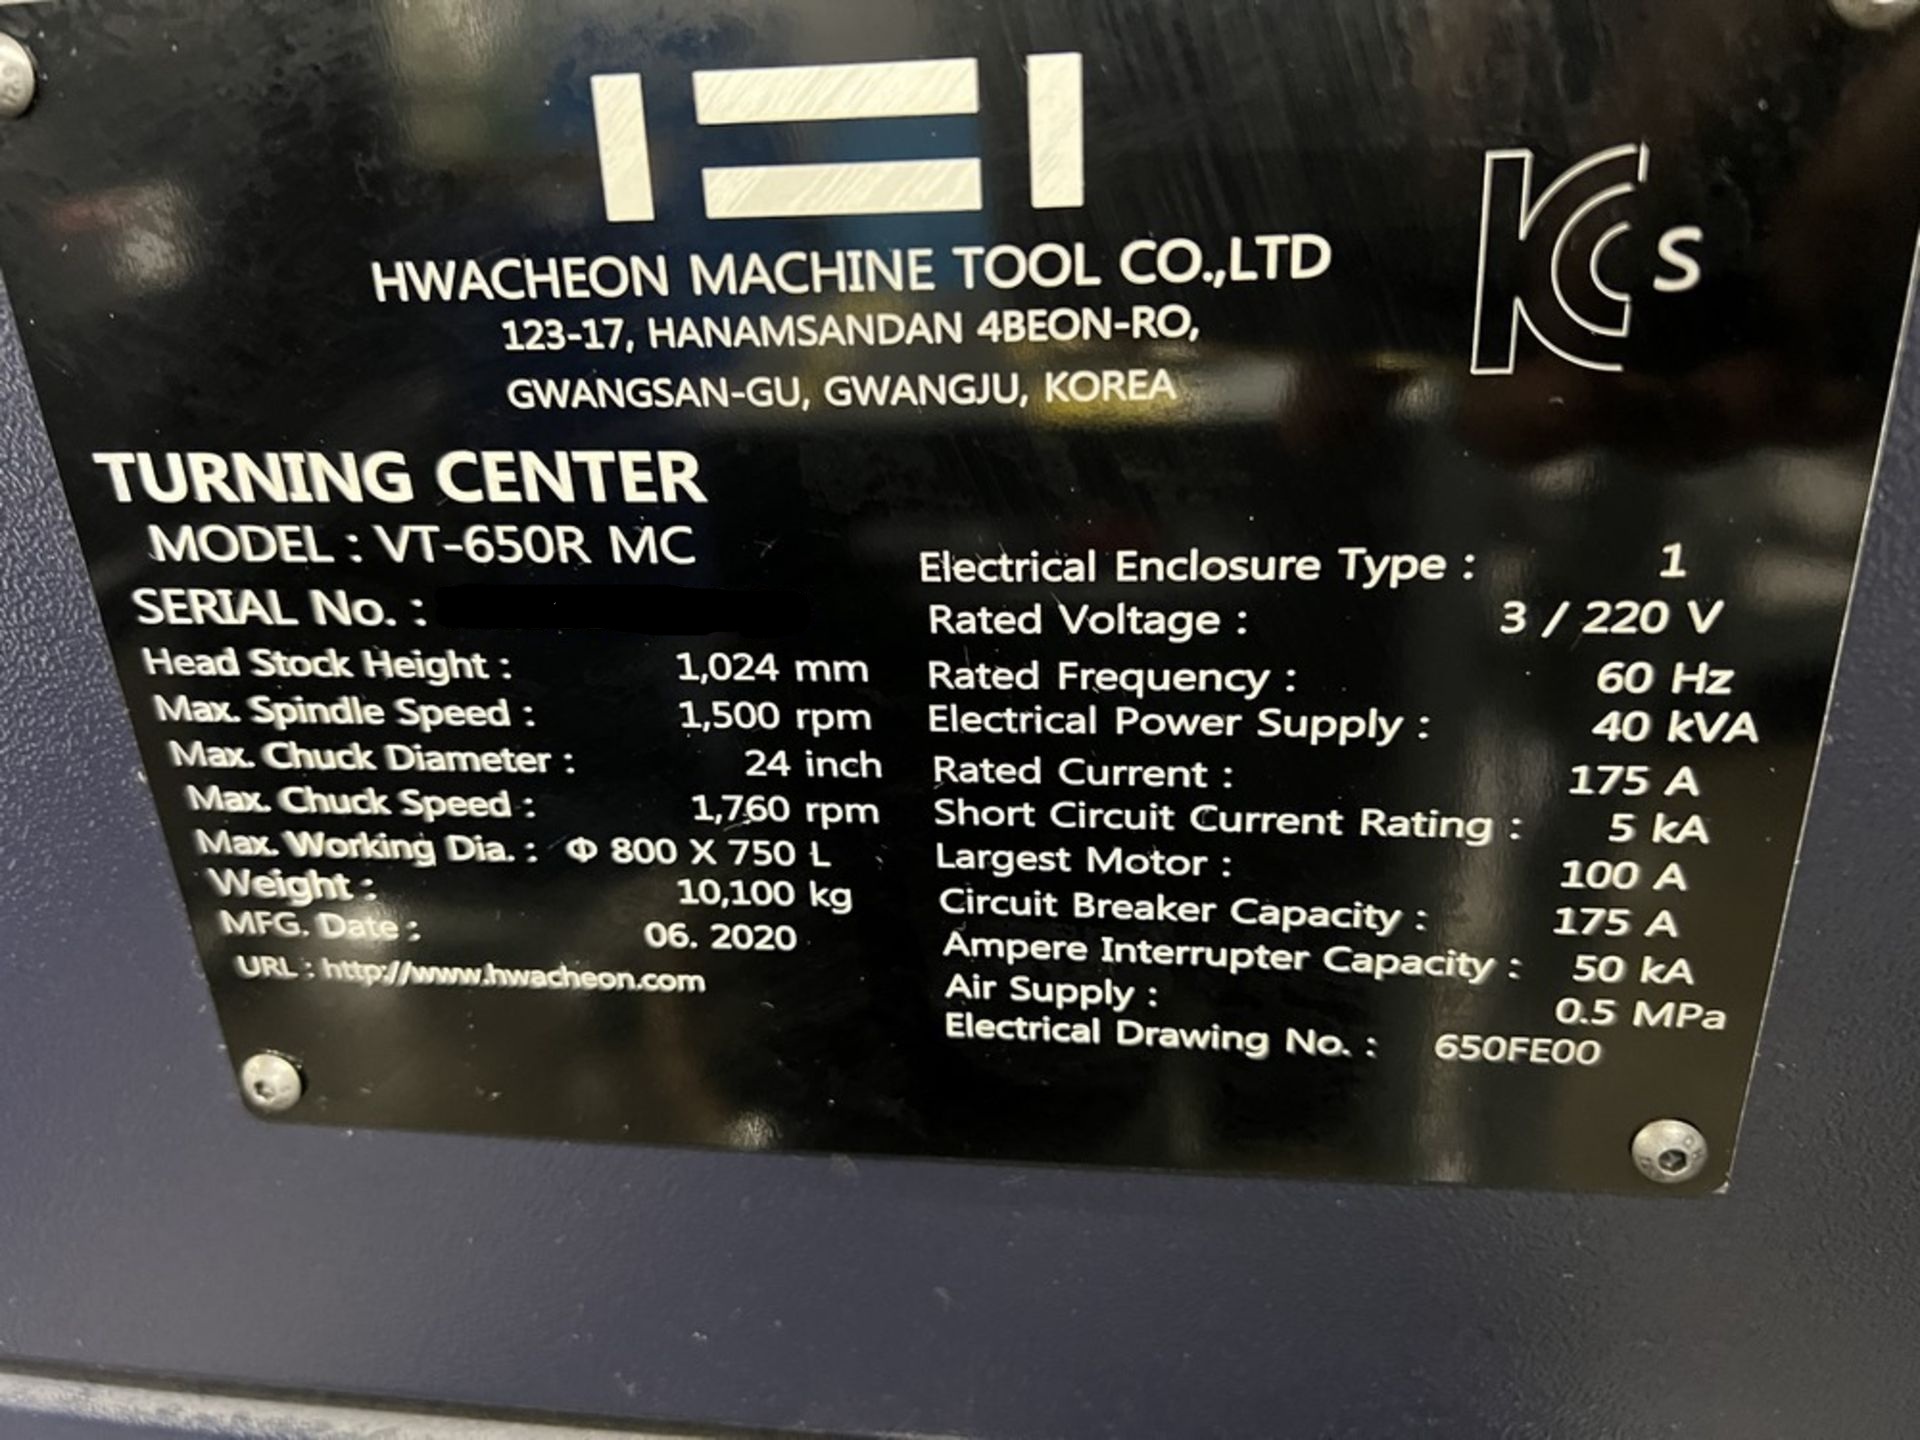 HWACHEON MACHINE TOOL CO.,LTD
123-17, HANAMSANDAN 4BEON-RO,
GWANGSAN-GU, GWANGJU, KOREA
KC S
TURNING CENTER
MODEL : VT-650R MC
SERIAL No. :
Head Stock Height : 1,024 mm
Max. Spindle Speed : 1,500 rpm
Max. Chuck Diameter : 24 inch
Max. Chuck Speed : 1,760 rpm
Max. Working Dia. : Φ 800 X 750 L
Weight : 10,100 kg
MFG. Date : 06. 2020
URL : http://www.hwacheon.com
Electrical Enclosure Type : 1
Rated Voltage : 3 / 220 V
Rated Frequency : 60 Hz
Electrical Power Supply : 40 kVA
Rated Current : 175 A
Short Circuit Current Rating : 5 kA
Largest Motor : 100 A
Circuit Breaker Capacity : 175 A
Ampere Interrupter Capacity : 50 kA
Air Supply : 0.5 MPa
Electrical Drawing No. : 650FE00